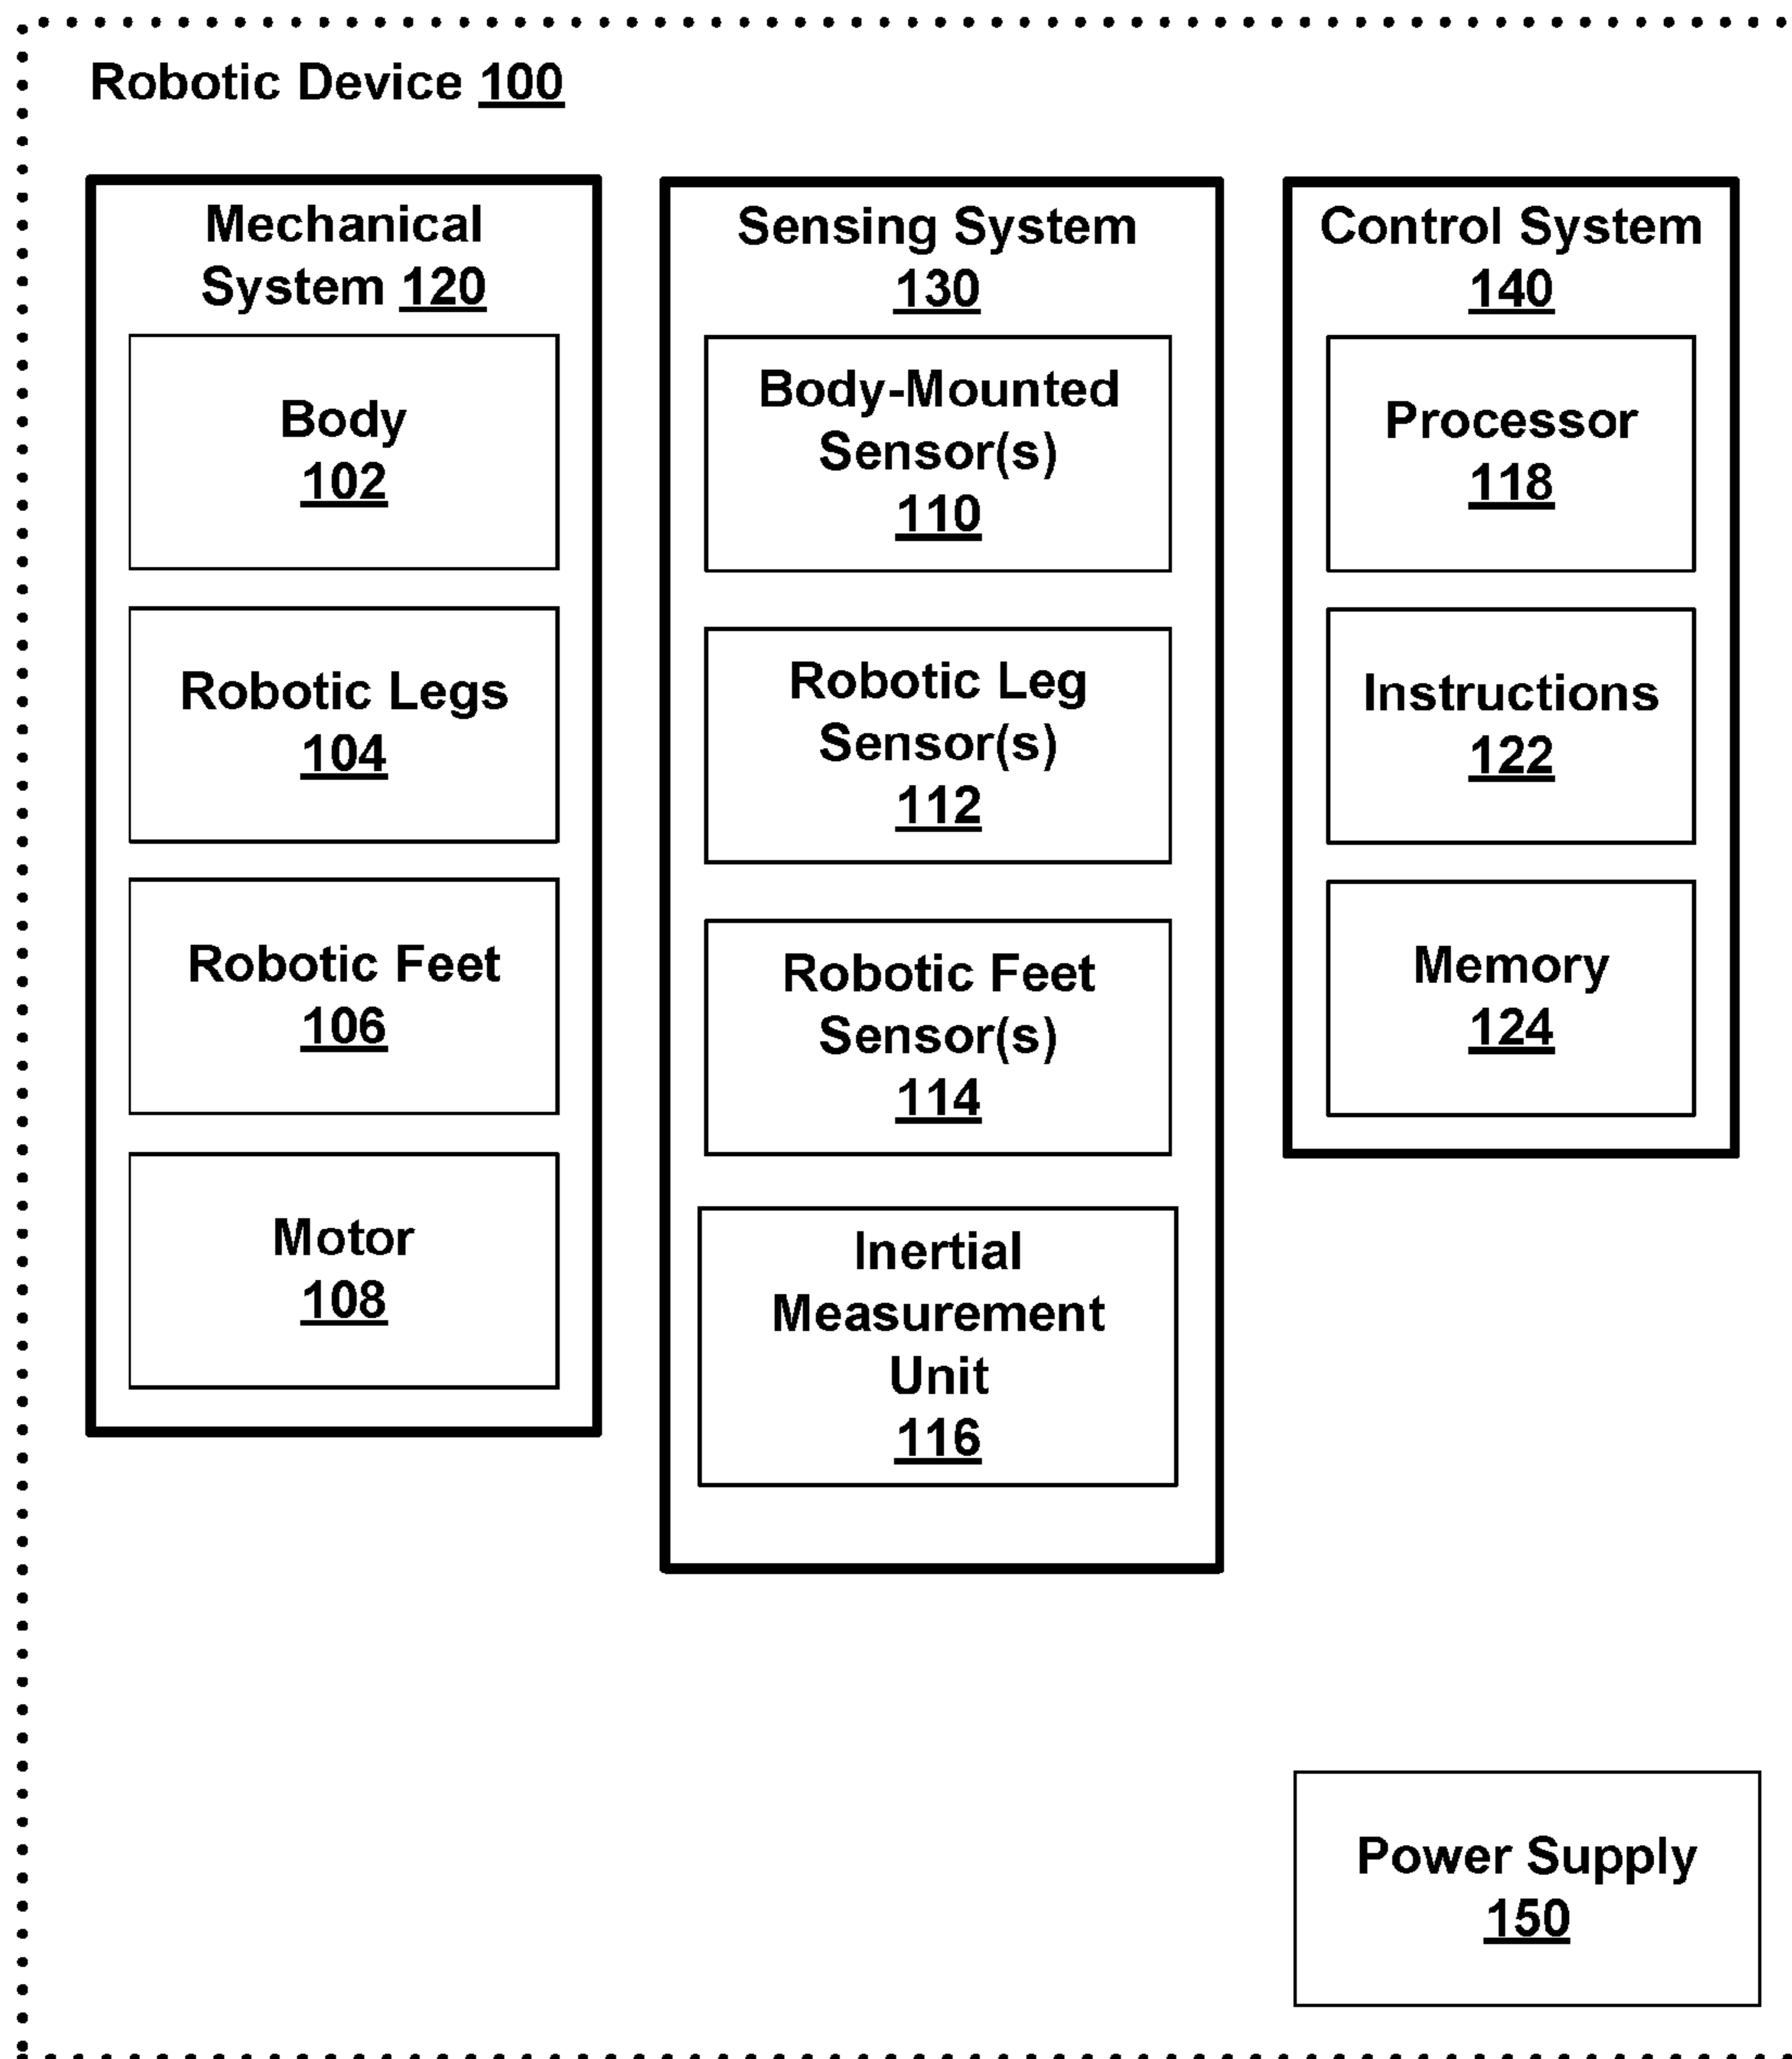 Robotic Device 100
Mechanical
System 120
Body
102
Robotic Legs
104
Robotic Feet
106
Motor
108
Sensing System
130
Body-Mounted
Sensor(s)
110
Robotic Leg
Sensor(s)
112
Robotic Feet
Sensor(s)
114
Inertial
Measurement
Unit
116
Control System
140
Processor
118
Instructions
122
Memory
124
Power Supply
150